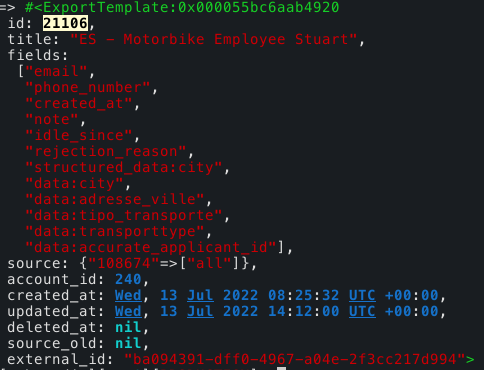 => #<ExportTemplate:0x000055bc6aab4920
id: 21106,
title: "ES - Motorbike Employee Stuart",
fields:
["email",
"phone_number",
"created_at",
"note",
"idle_since",
"rejection_reason",
"structured_data:city",
"data:city",
"data:adresse_ville",
"data:tipo_transporte",
"data:transporttype",
"data:accurate_applicant_id"],
source: {"108674"=>["all"]},
account_id: 240,
created_at: Wed, 13 Jul 2022 08:25:32 UTC +00:00,
updated_at: Wed, 13 Jul 2022 14:12:00 UTC +00:00,
deleted_at: nil,
source_old: nil,
external_id: "ba094391-dff0-4967-a04e-2f3cc217d994">